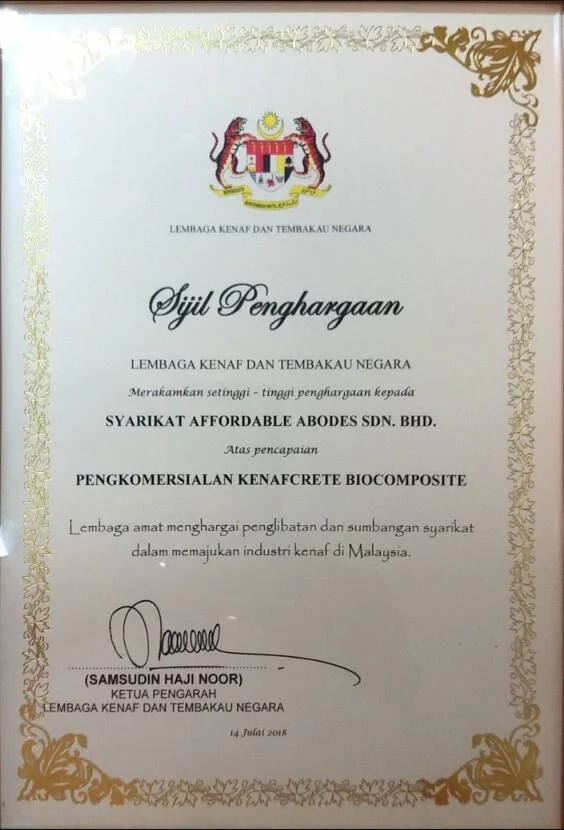 LEMBAGA KENAF DAN TEMBAKAU NEGARA
Sijil Penghargaan
LEMBAGA KENAF DAN TEMBAKAU NEGARA
Merakamkan setinggi - tinggi penghargaan kepada
SYARIKAT AFFORDABLE ABODES SDN. BHD.
Atas pencapaian
PENGKOMERSIALAN KENAFCRETE BIOCOMPOSITE
Lembaga amat menghargai penglibatan dan sumbangan syarikat
dalam memajukan industri kenaf di Malaysia.
(SAMSUDIN HAJI NOOR)
KETUA PENGARAH
LEMBAGA KENAF DAN TEMBAKAU NEGARA
14 Julai 2018